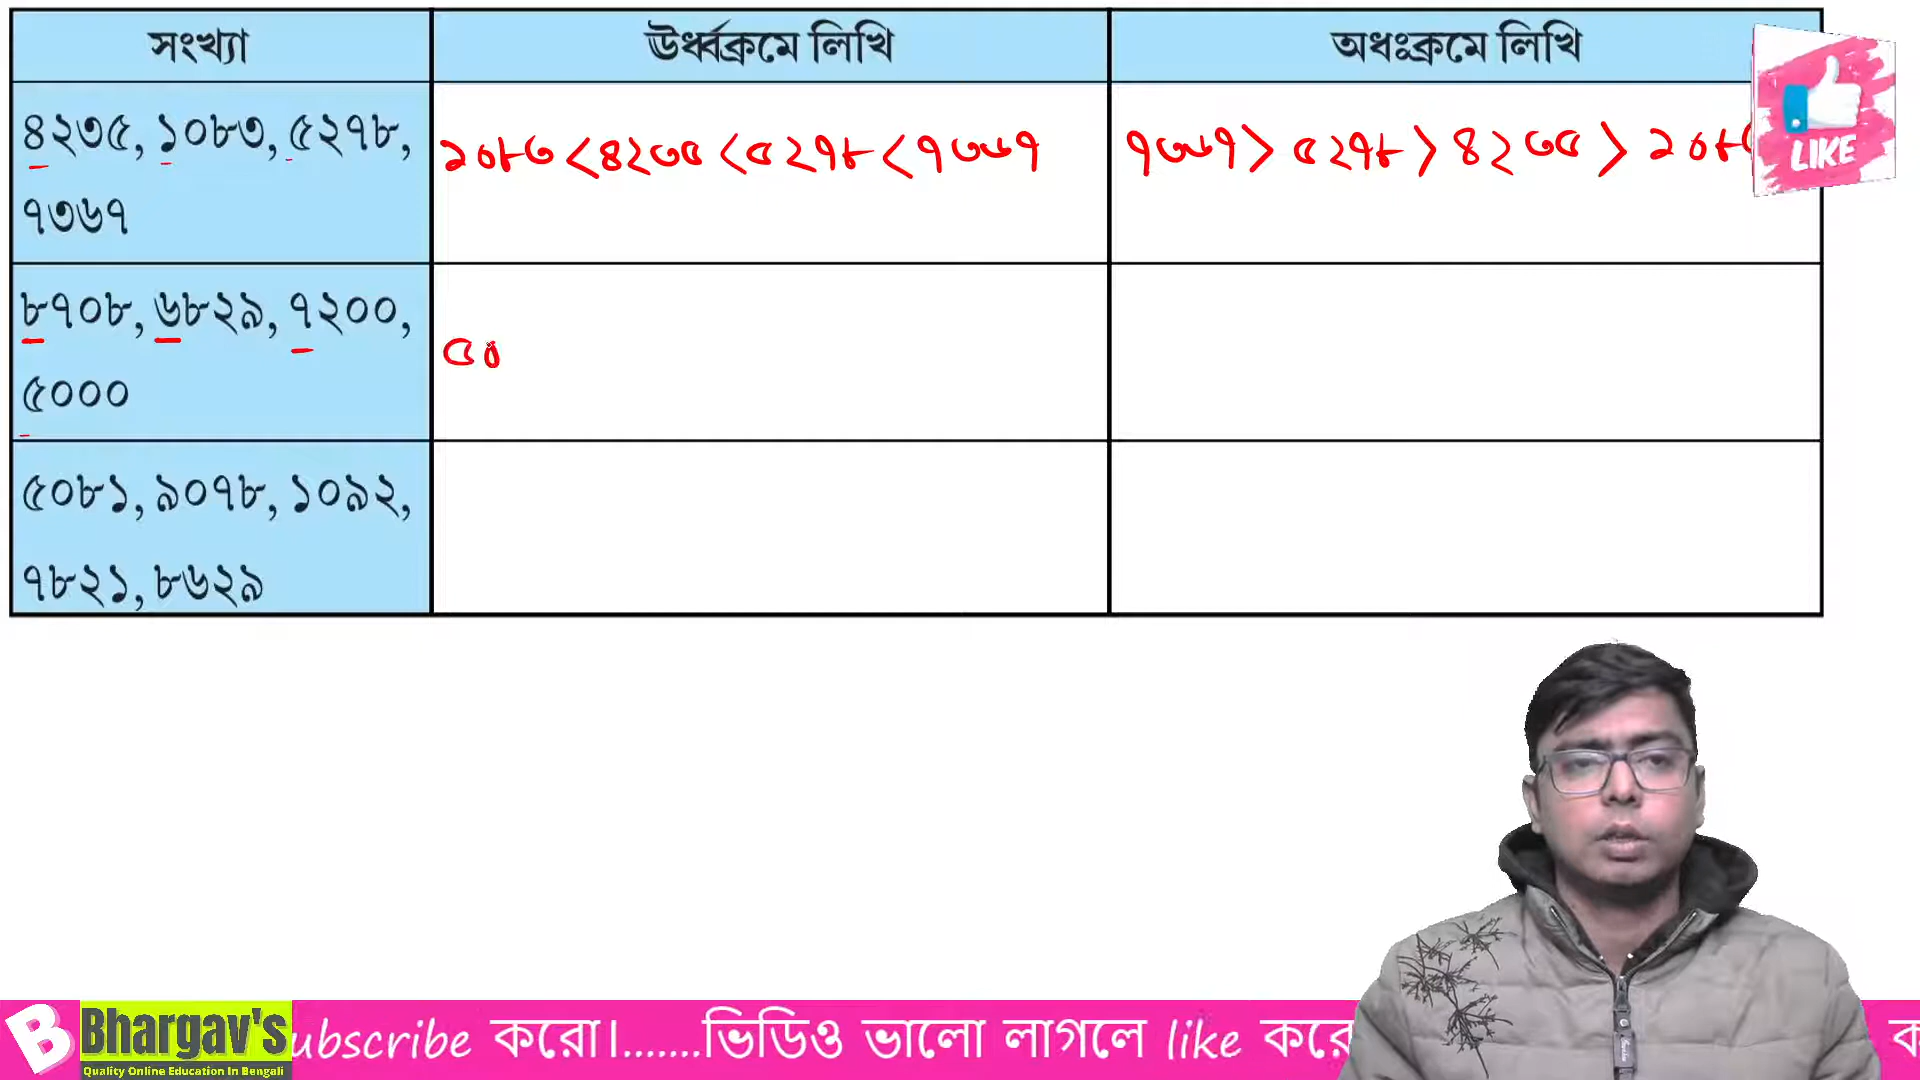 সংখ্যা ঊর্ধ্বক্রমে লিখি অধঃক্রমে লিখি
৪২৩৫, ১০৮৩, ৫২৭৮,
৭৩৬৭
১০৮৩ < ৪২৩৫ < ৫২৭৮ < ৭৩৬৭
৭৩৬৭ > ৫২৭৮ > ৪২৩৫ > ১০৮
LIKE
৮৭০৮, ৬৮২৯, ৭২০০,
৫০০০
৫০
৫০৮১, ৯০৭৮, ১০৯২,
৭৮২১, ৮৬২৯
B Bhargav's
Quality Online Education In Bengali
ubscribe করো।.......ভিডিও ভালো লাগলে like করে